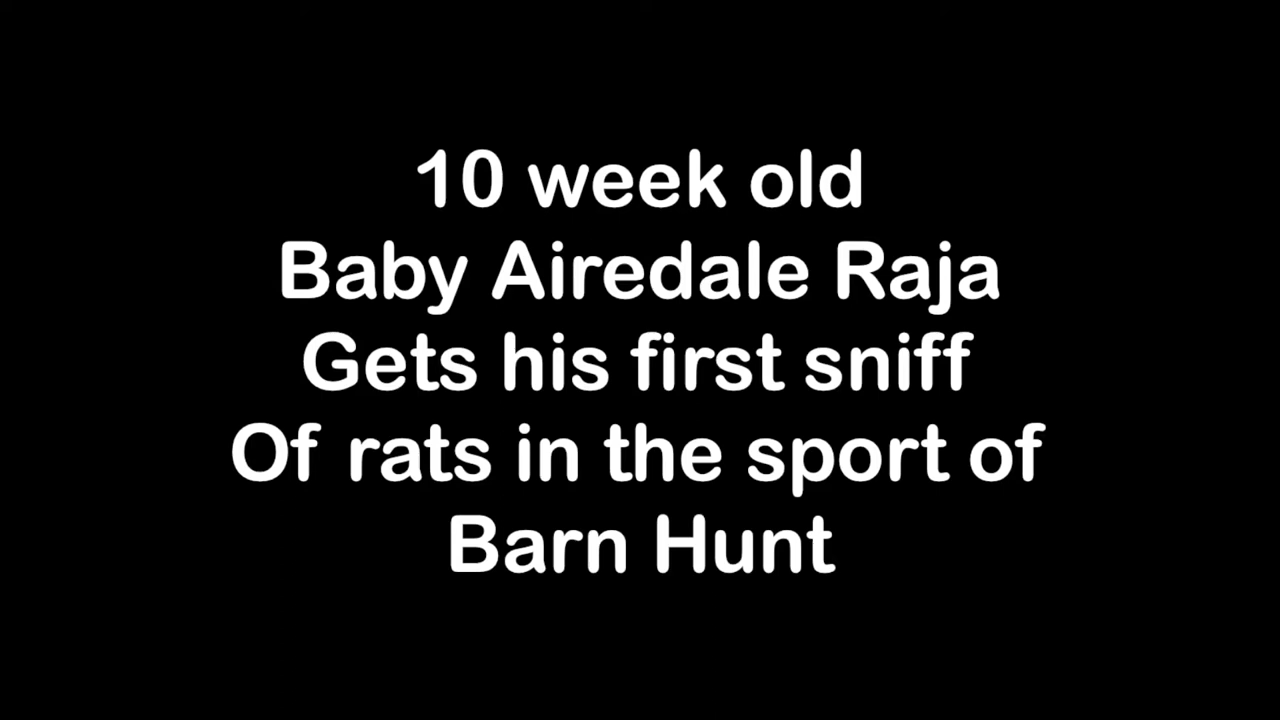 10 week old
Baby Airedale Raja
Gets his first sniff
Of rats in the sport of
Barn Hunt